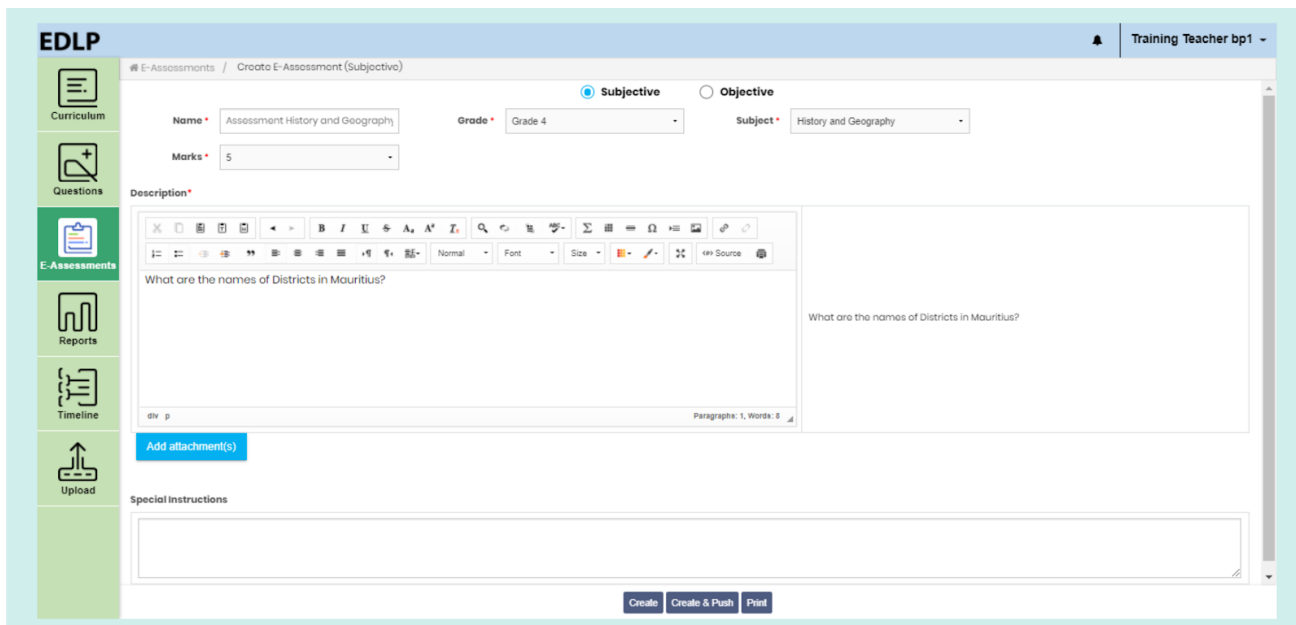 EDLP
Training Teacher bp1
E-Assessments / Create E-Assessment (Subjective)
Curriculum
Questions
E-Assessments
Reports
Timeline
Upload
Subjective Objective
Name * Assessment History and Geography Grade * Grade 4 Subject * History and Geography
Marks * 5
Description*
B I U S Normal Font Size Source
What are the names of Districts in Mauritius?
What are the names of Districts in Mauritius?
div p Paragraphs: 1, Words: 8
Add attachment(s)
Special Instructions
Create Create & Push Print